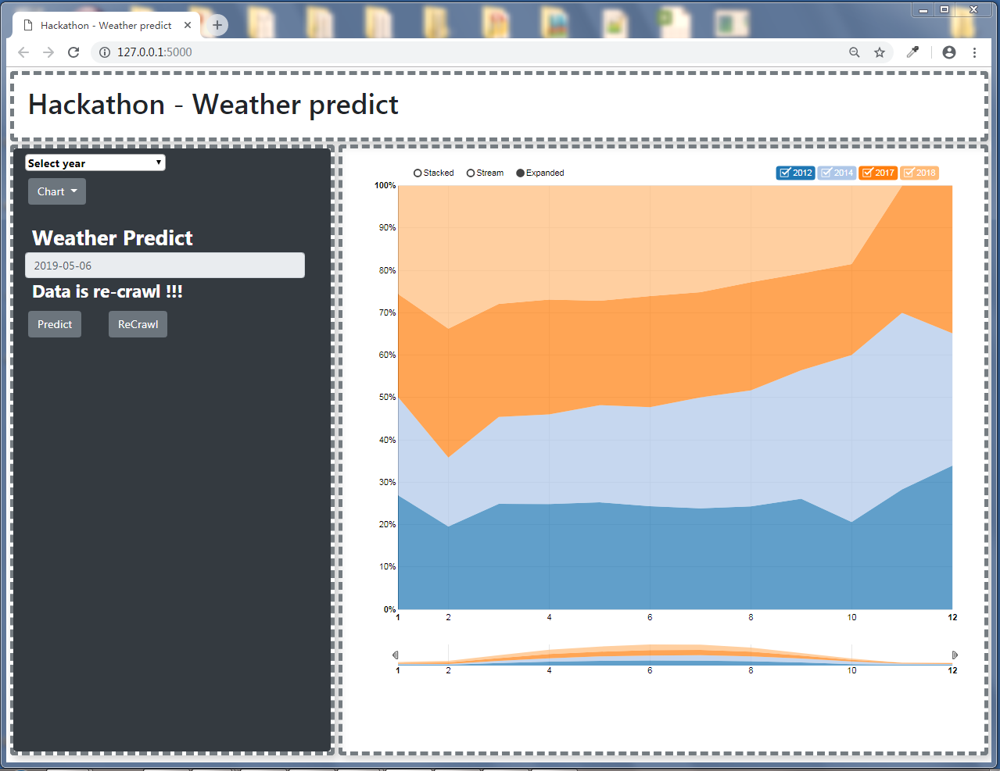 Hackathon - Weather predict
127.0.0.1:5000
Hackathon - Weather predict
Select year
Chart
Weather Predict
2019-05-06
Data is re-crawl !!!
Predict ReCrawl
Stacked Stream Expanded 2012 2014 2017 2018
100%
90%
80%
70%
60%
50%
40%
30%
20%
10%
0%
1 2 4 6 8 10 12
1 2 4 6 8 10 12